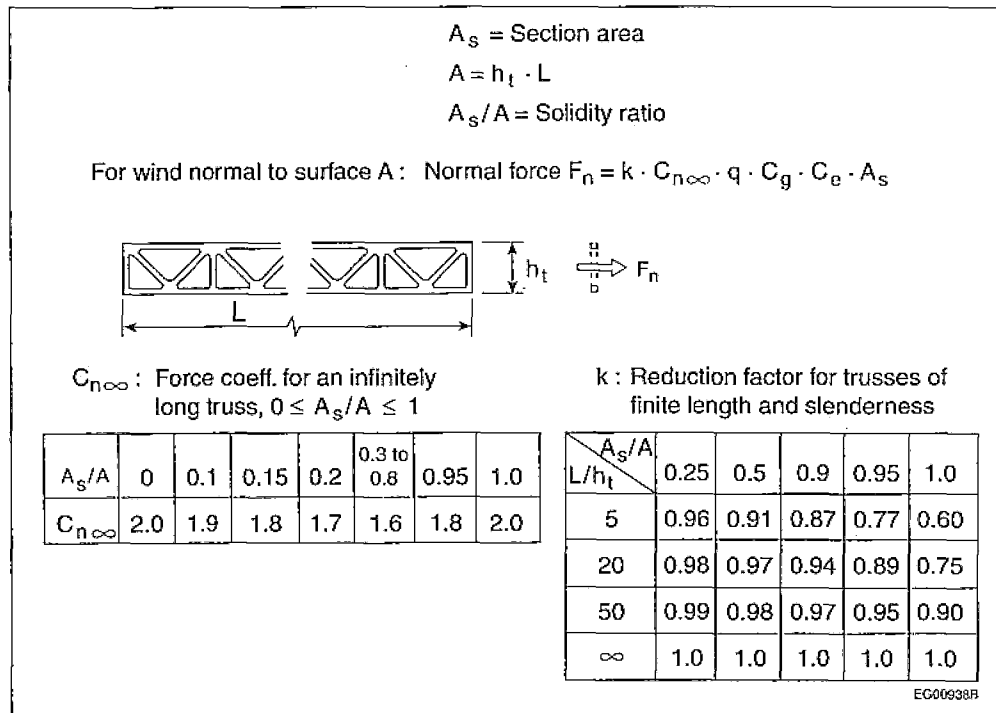 A_s = Section area
A = h_t · L
A_s/A = Solidity ratio
For wind normal to surface A : Normal force F_n = k · C_n∞ · q · C_g · C_e · A_s
h_t
F_n
b
L
C_n∞ : Force coeff. for an infinitely
long truss, 0 ≤ A_s/A ≤ 1
A_s/A 0 0.1 0.15 0.2 0.3 to 0.8 0.95 1.0
C_n∞ 2.0 1.9 1.8 1.7 1.6 1.8 2.0
k : Reduction factor for trusses of
finite length and slenderness
L/h_t A_s/A 0.25 0.5 0.9 0.95 1.0
5 0.96 0.91 0.87 0.77 0.60
20 0.98 0.97 0.94 0.89 0.75
50 0.99 0.98 0.97 0.95 0.90
∞ 1.0 1.0 1.0 1.0 1.0
EG00938B